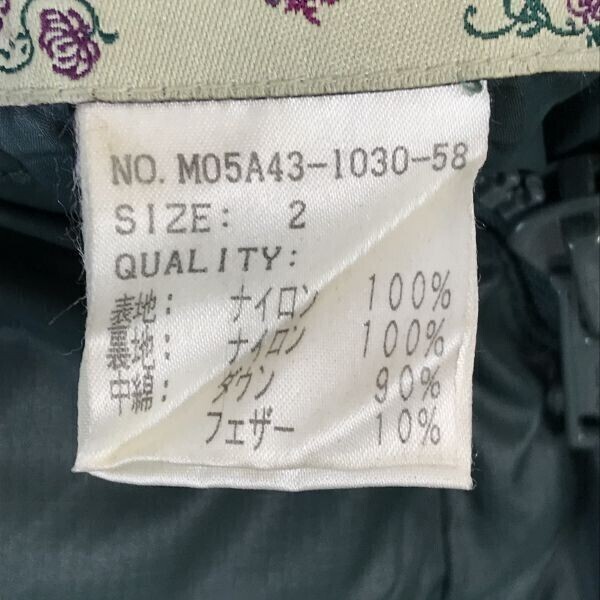 NO. M05A43-1030-58
SIZE: 2
QUALITY:
表地: ナイロン 100%
裏地: ナイロン 100%
中綿: ダウン 90%
フェザー 10%